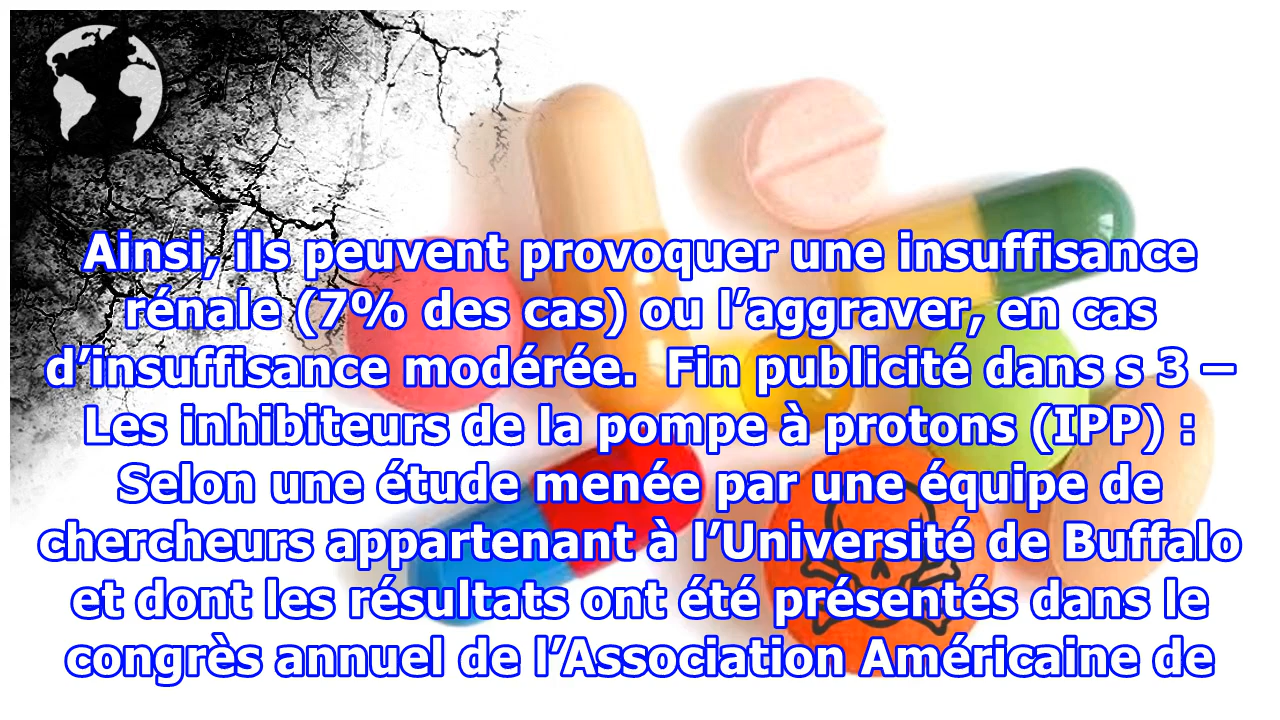 Ainsi, ils peuvent provoquer une insuffisance
rénale (7% des cas) ou l’aggraver, en cas
d’insuffisance modérée.  Fin publicité dans s 3 –
Les inhibiteurs de la pompe à protons (IPP) :
Selon une étude menée par une équipe de
chercheurs appartenant à l’Université de Buffalo
et dont les résultats ont été présentés dans le
congrès annuel de l’Association Américaine de